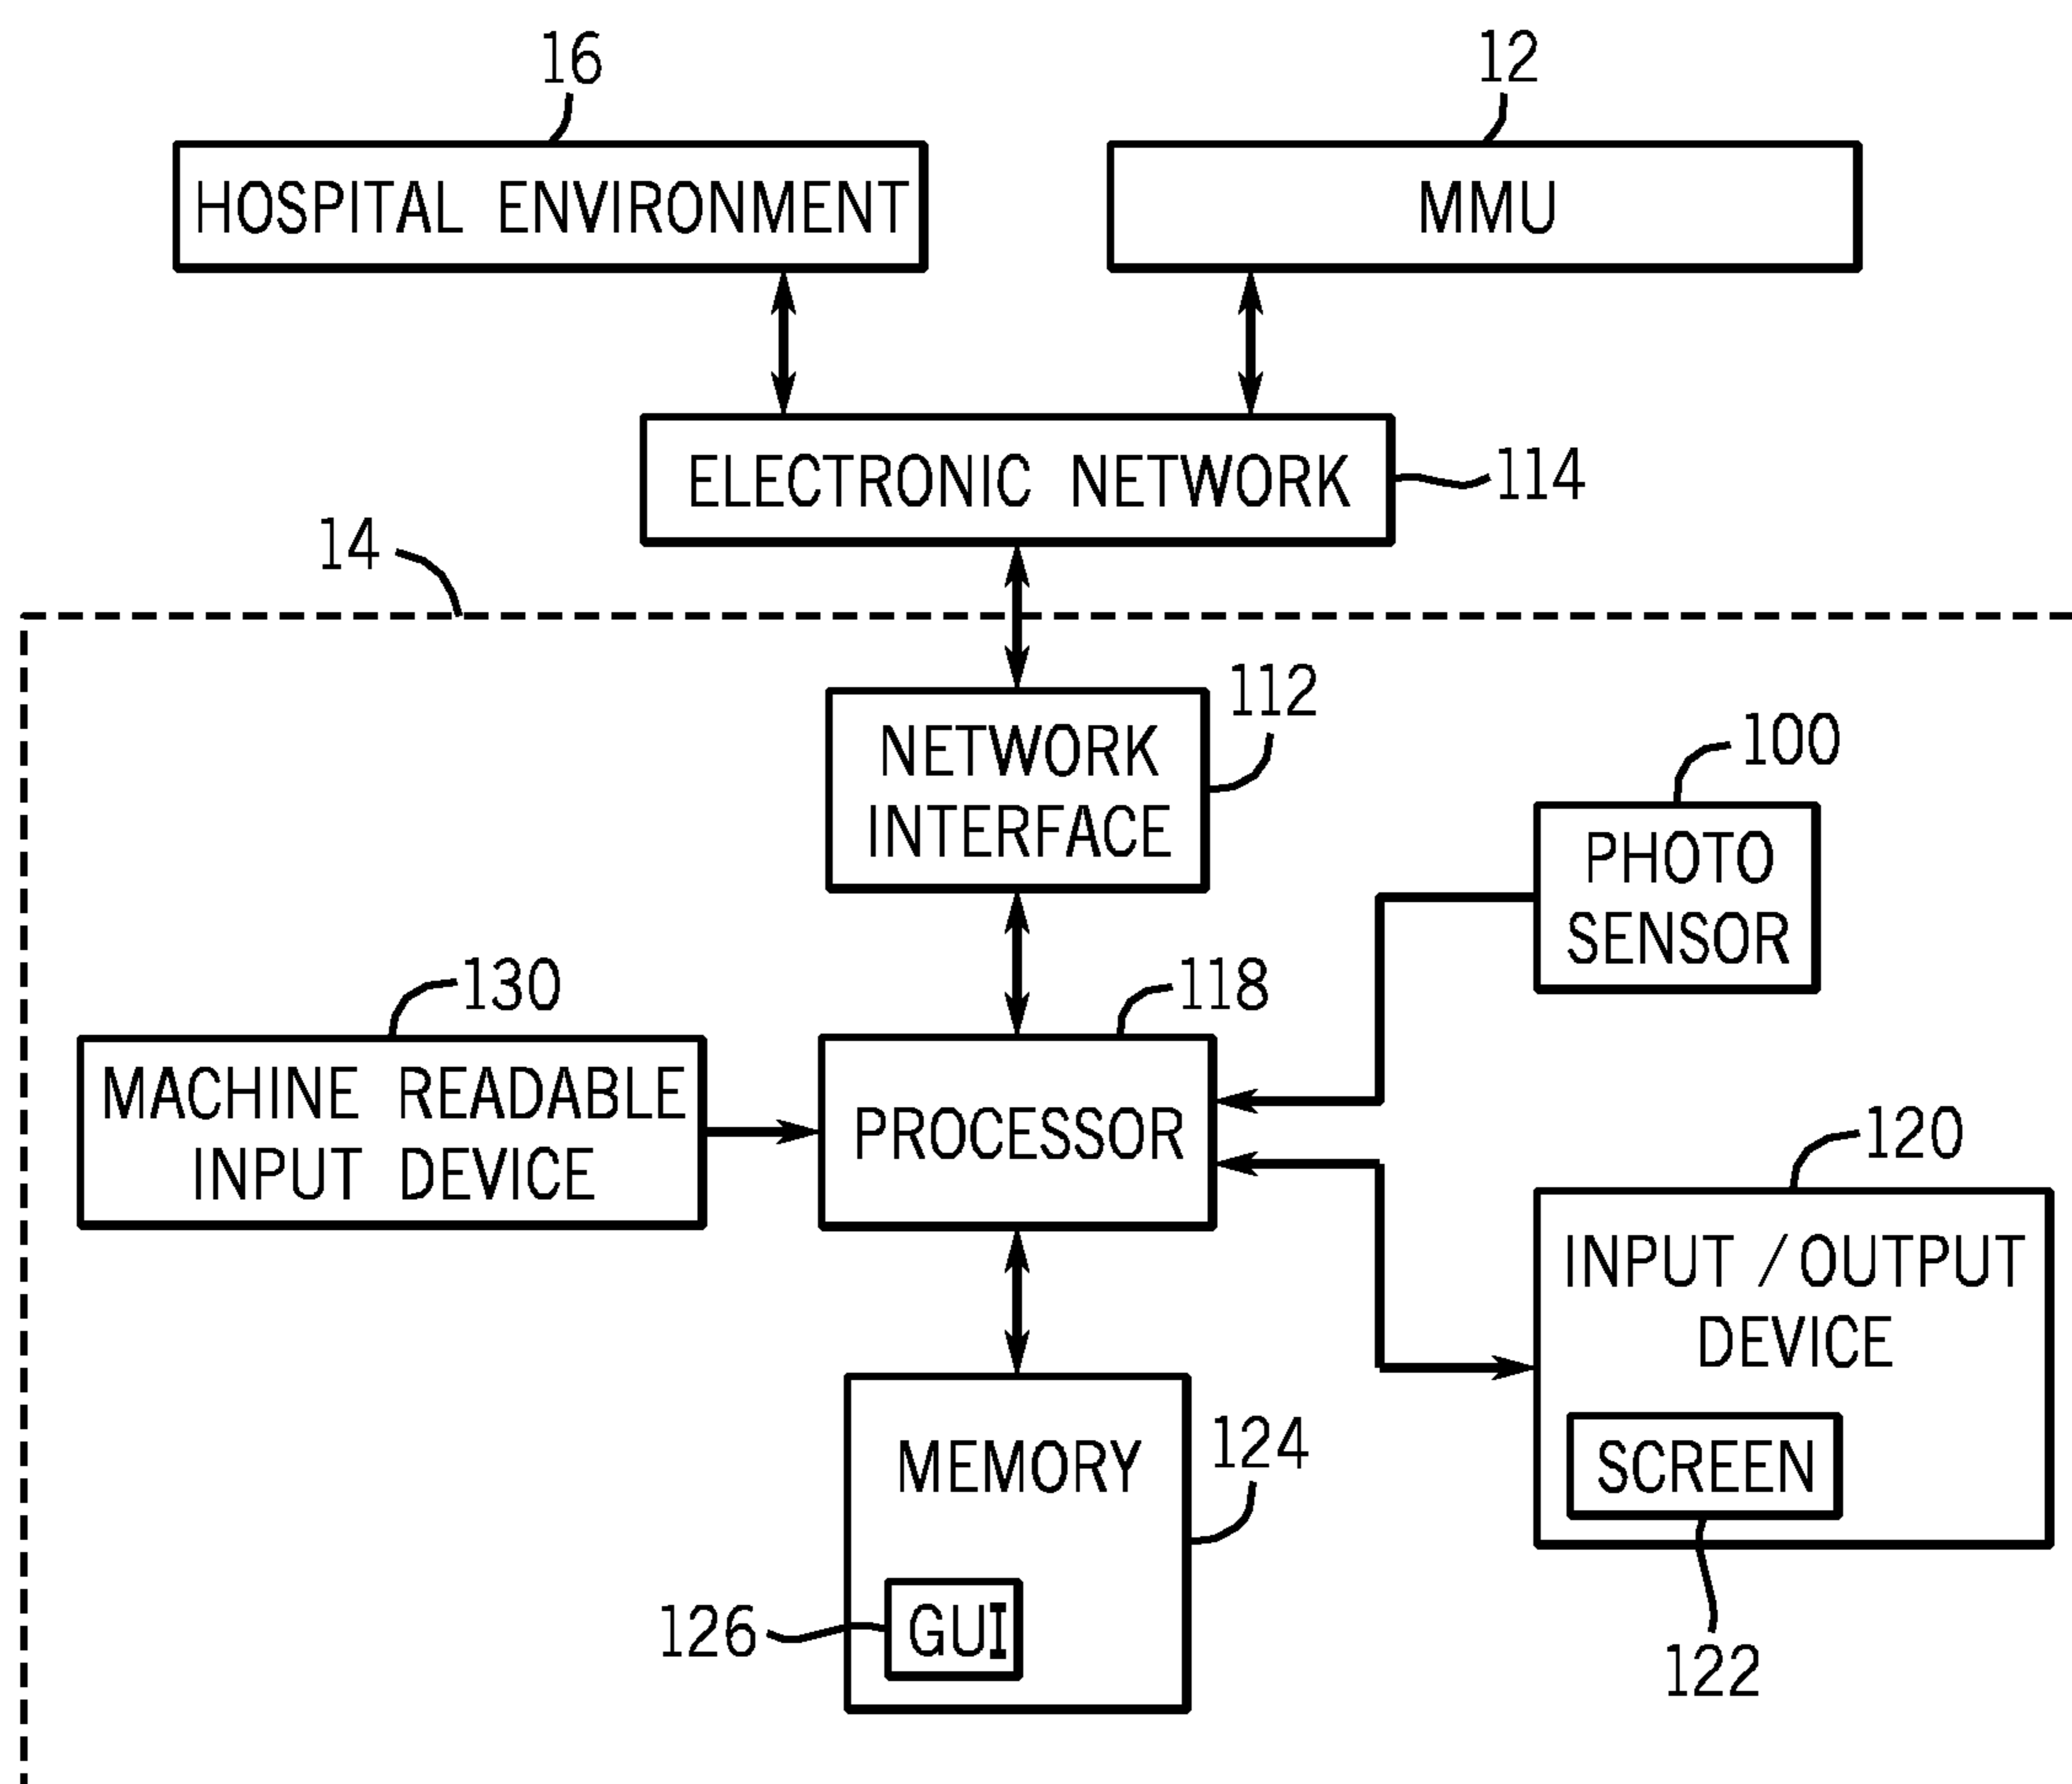 16
12
HOSPITAL ENVIRONMENT
MMU
ELECTRONIC NETWORK
114
14
112
NETWORK
INTERFACE
100
PHOTO
SENSOR
130
118
MACHINE READABLE
INPUT DEVICE
PROCESSOR
120
INPUT / OUTPUT
DEVICE
SCREEN
122
MEMORY
124
126
GUI